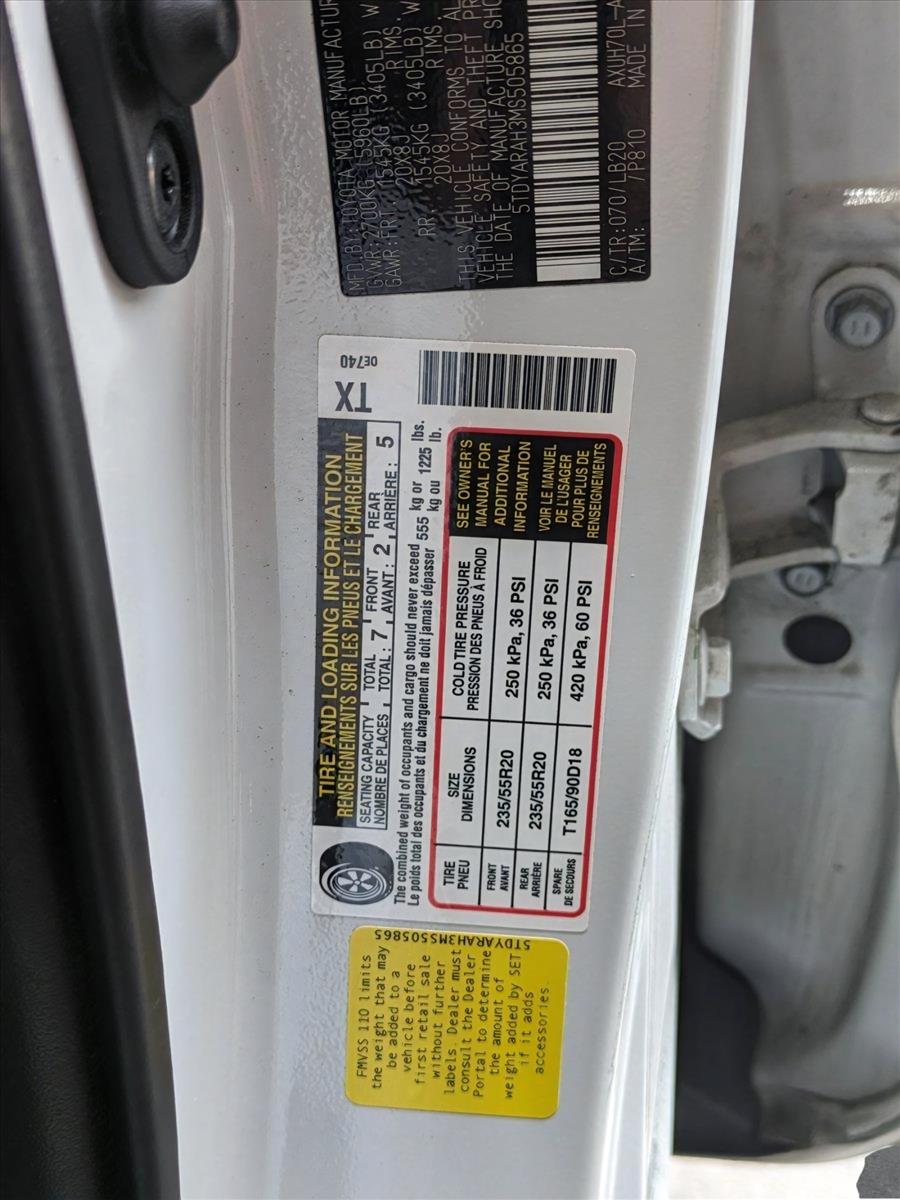 MFD.BY:TOYOTA MOTOR MANUFACTUR
GVWR:2700KG (5960LB)
GAWR:FRT 1545KG (3405LB) W
20X8J RIMS,
RR 1545KG (3405LB) W
20X8J RIMS
THIS VEHICLE CONFORMS TO AL
VEHICLE SAFETY AND THEFT PR
THE DATE OF MANUFACTURE SHO
5TDYARAH3MS505865
C/TR:070/LB20 AXUH70L-A
A/TM: /P810 MADE IN
TIRE AND LOADING INFORMATION
RENSEIGNEMENTS SUR LES PNEUS ET LE CHARGEMENT
TX
0E740
SEATING CAPACITY TOTAL FRONT REAR
NOMBRE DE PLACES TOTAL : 7 AVANT : 2 ARRIÈRE : 5
The combined weight of occupants and cargo should never exceed 555 kg or 1225 lbs.
Le poids total des occupants et du chargement ne doit jamais dépasser kg ou lb.
TIRE SIZE COLD TIRE PRESSURE
PNEU DIMENSIONS PRESSION DES PNEUS À FROID
FRONT 235/55R20 250 kPa, 36 PSI
AVANT
REAR 235/55R20 250 kPa, 36 PSI
ARRIÈRE
SPARE T165/90D18 420 kPa, 60 PSI
DE SECOURS
SEE OWNER'S
MANUAL FOR
ADDITIONAL
INFORMATION
VOIR LE MANUEL
DE L'USAGER
POUR PLUS DE
RENSEIGNEMENTS
5TDYARAH3MS505865
FMVSS 110 limits
the weight that may
be added to a
vehicle before
first retail sale
without further
labels. Dealer must
consult the Dealer
Portal to determine
the amount of
weight added by SET
if it adds
accessories.